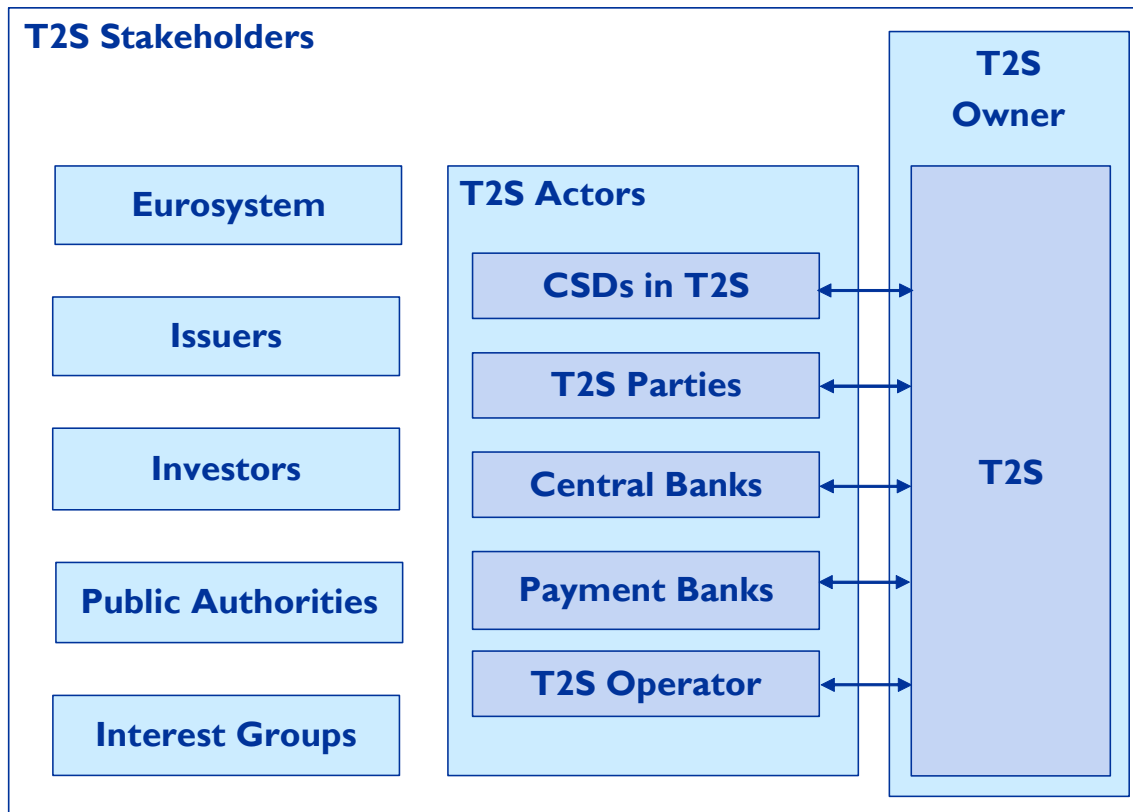 T2S Stakeholders
T2S
Owner
Eurosystem
Issuers
Investors
Public Authorities
Interest Groups
T2S Actors
CSDs in T2S
T2S Parties
Central Banks
Payment Banks
T2S Operator
T2S